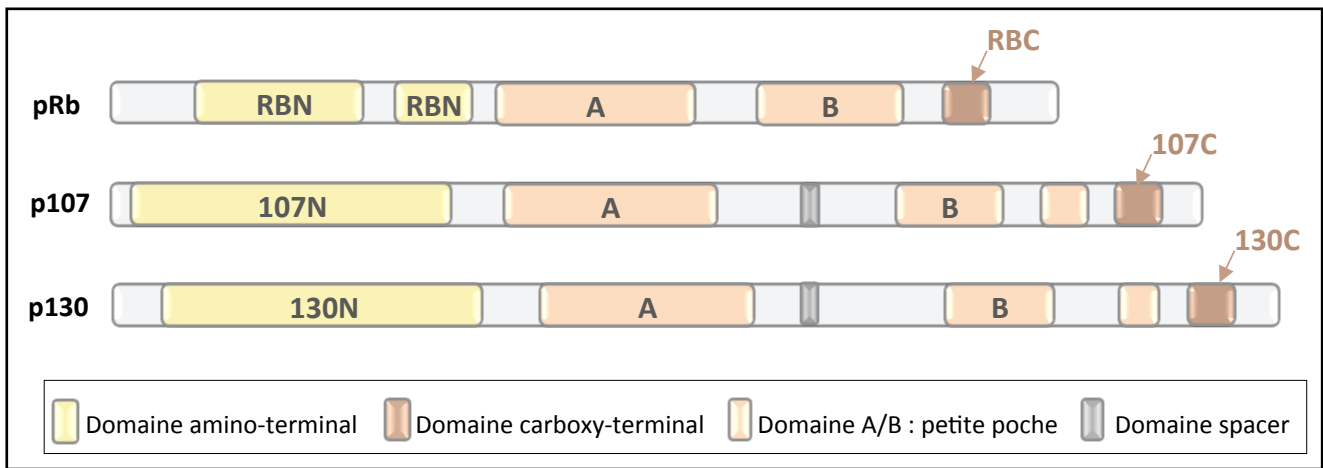 RBC
pRb RBN RBN A B
107C
p107 107N A B
130C
p130 130N A B
Domaine amino-terminal Domaine carboxy-terminal Domaine A/B : petite poche Domaine spacer